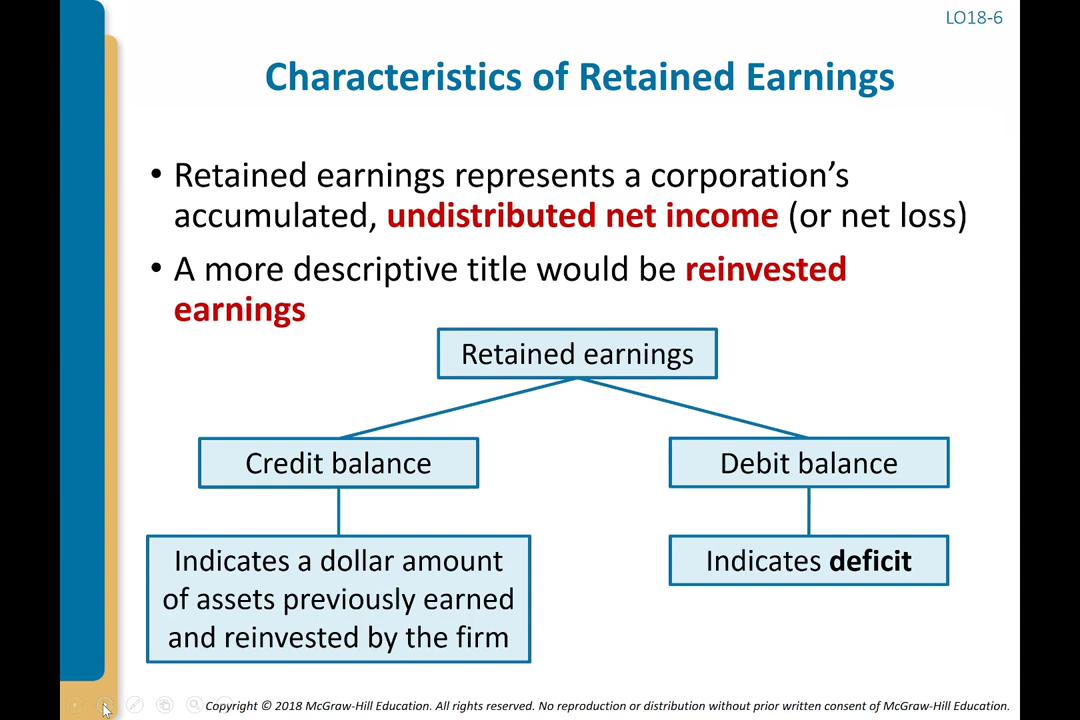 LO18-6
Characteristics of Retained Earnings
• Retained earnings represents a corporation’s
accumulated, undistributed net income (or net loss)
• A more descriptive title would be reinvested
earnings
Retained earnings
Credit balance
Debit balance
Indicates a dollar amount
of assets previously earned
and reinvested by the firm
Indicates deficit
Copyright © 2018 McGraw-Hill Education. All rights reserved. No reproduction or distribution without prior written consent of McGraw-Hill Education.